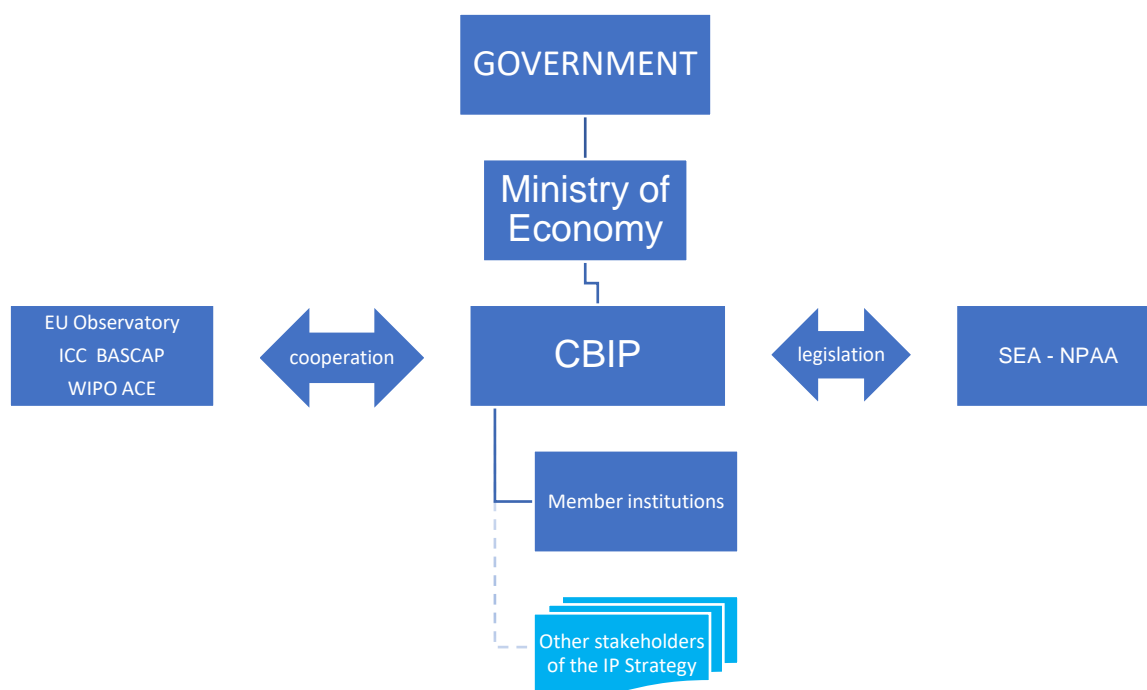 GOVERNMENT
Ministry of
Economy
EU Observatory
ICC BASCAP
WIPO ACE
cooperation
CBIP
legislation
SEA - NPAA
Member institutions
Other stakeholders
of the IP Strategy